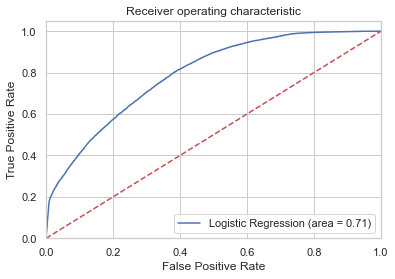 Receiver operating characteristic
True Positive Rate
1.0
0.8
0.6
0.4
0.2
0.0
Logistic Regression (area = 0.71)
0.0 0.2 0.4 0.6 0.8 1.0
False Positive Rate